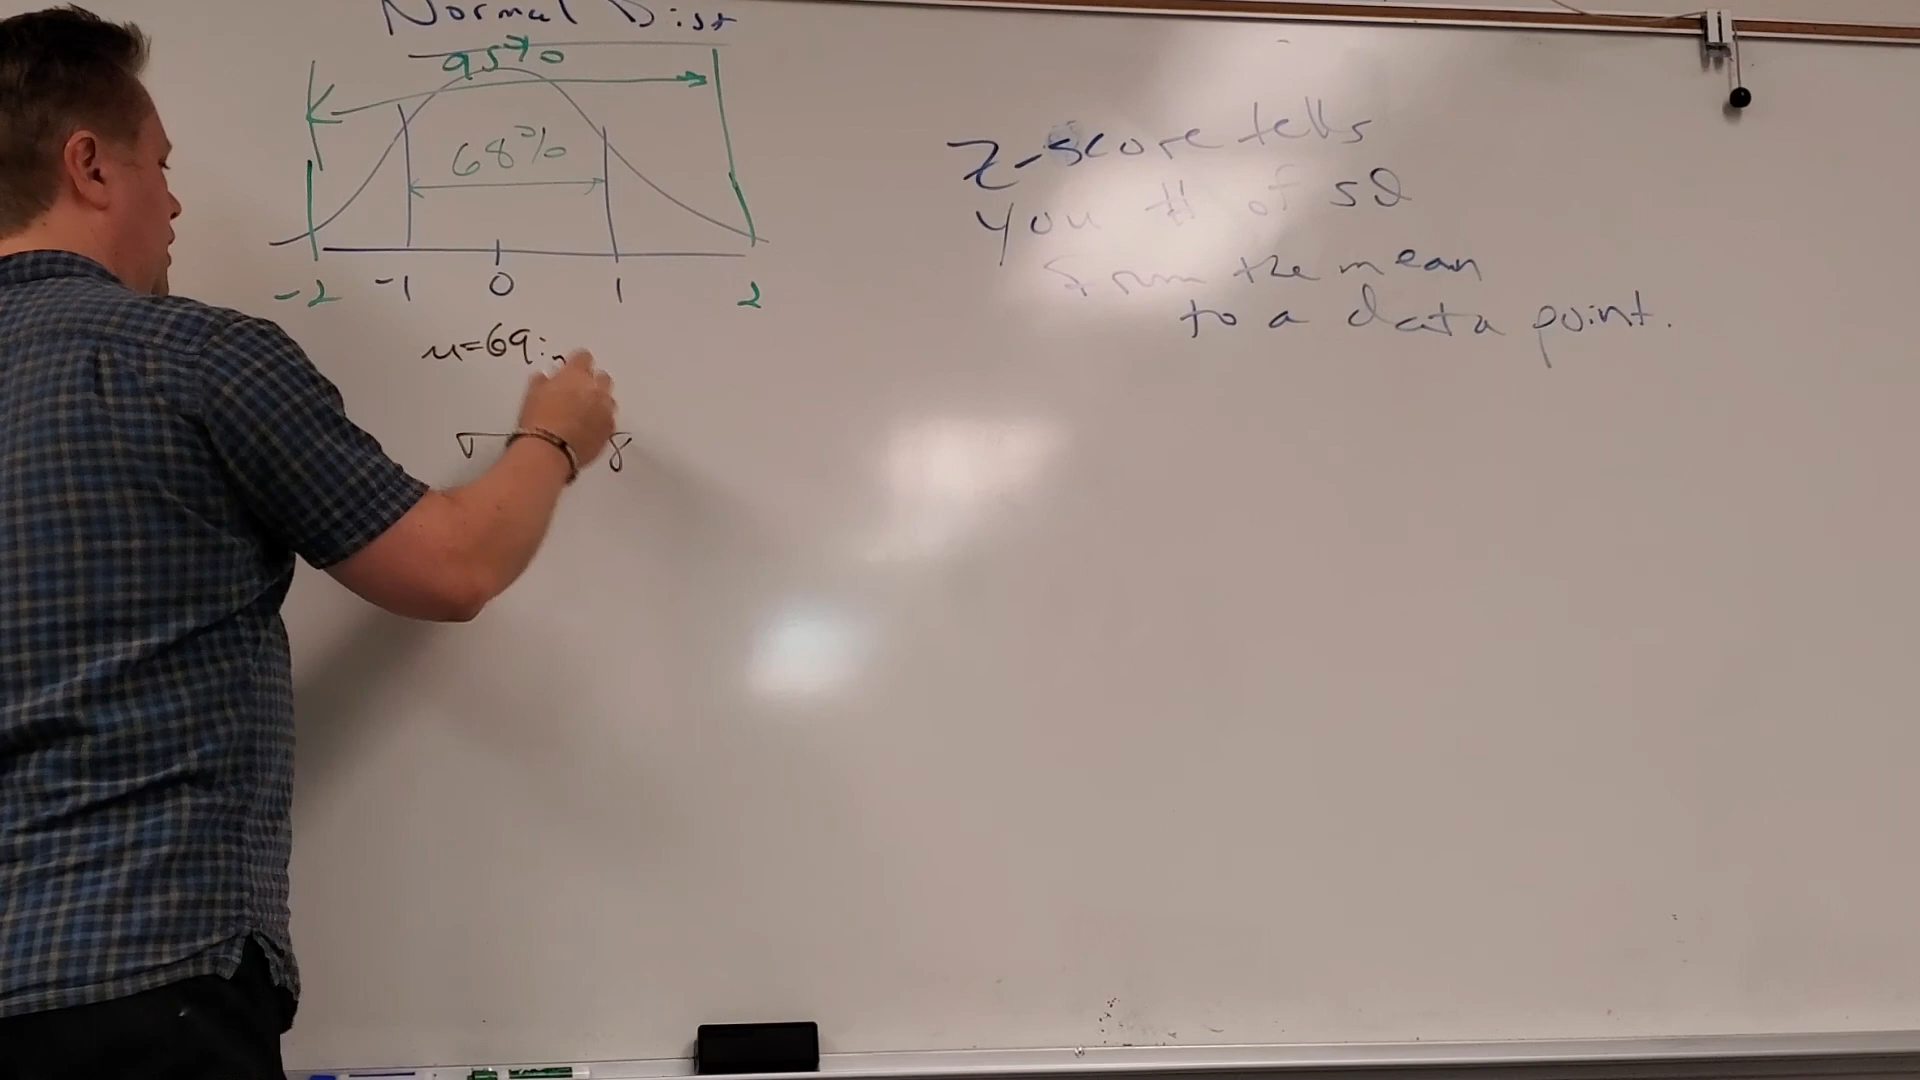 Normal Dist
95%
68%
-2 -1 0 1 2
μ=69in
σ 8
Z-score tells
you # of sd
from the mean
to a data point.